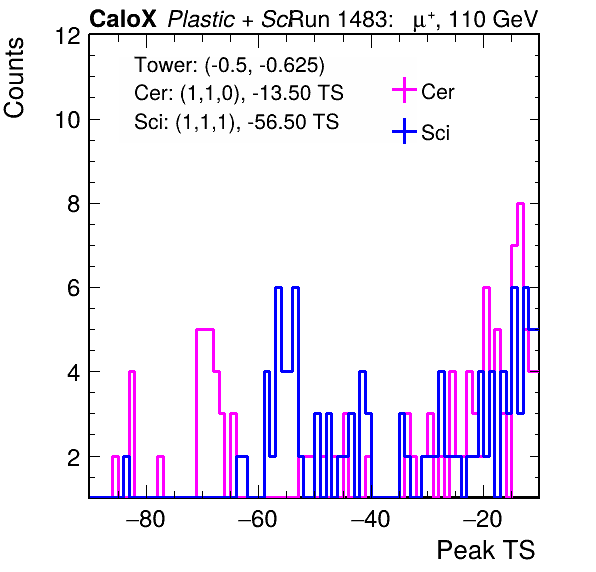 CaloX Plastic + Sci Run 1483: μ+, 110 GeV
Counts
12
10
8
6
4
2
Tower: (-0.5, -0.625)
Cer: (1,1,0), -13.50 TS
Sci: (1,1,1), -56.50 TS
Cer
Sci
−80 −60 −40 −20
Peak TS